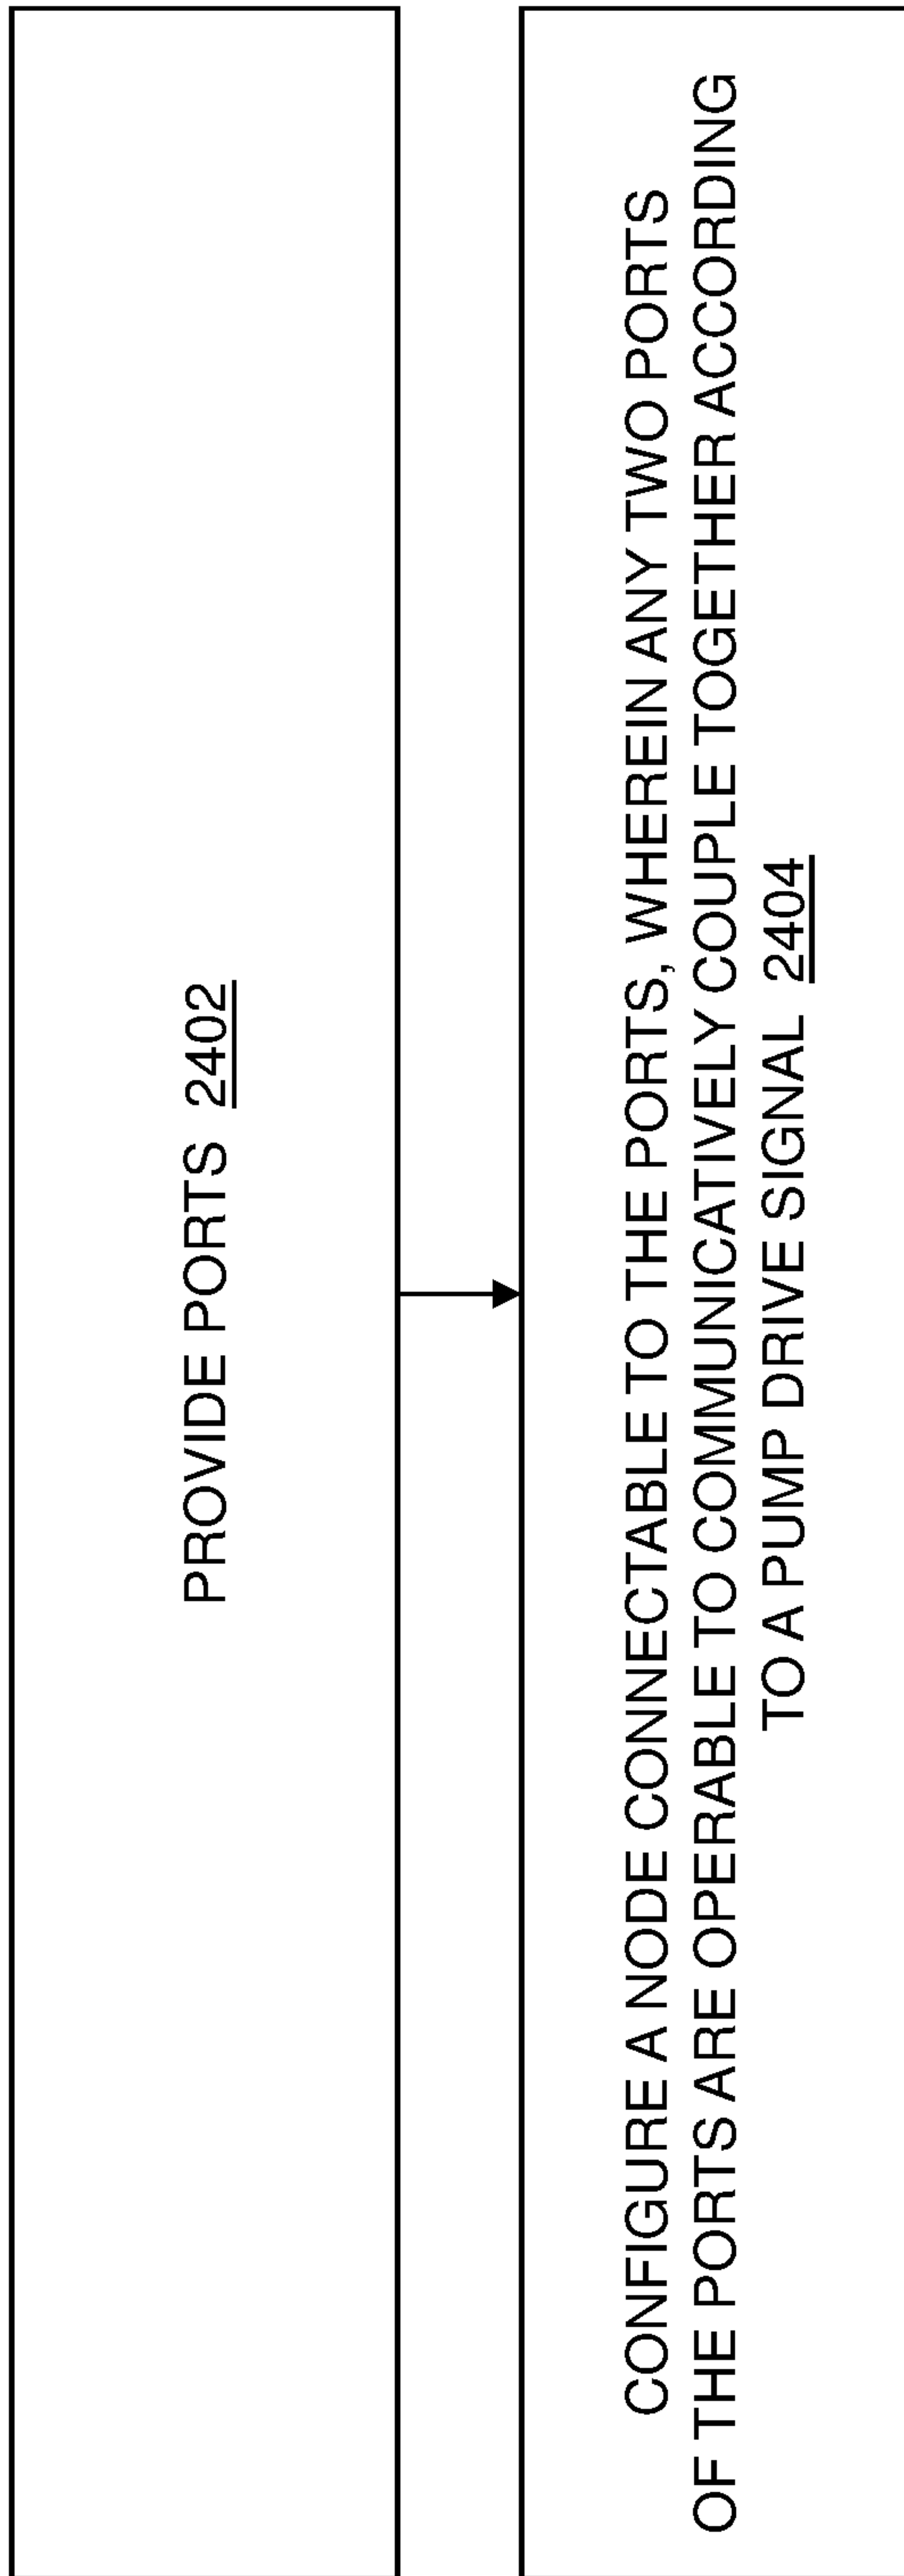 PROVIDE PORTS 2402
CONFIGURE A NODE CONNECTABLE TO THE PORTS, WHEREIN ANY TWO PORTS
OF THE PORTS ARE OPERABLE TO COMMUNICATIVELY COUPLE TOGETHER ACCORDING
TO A PUMP DRIVE SIGNAL 2404